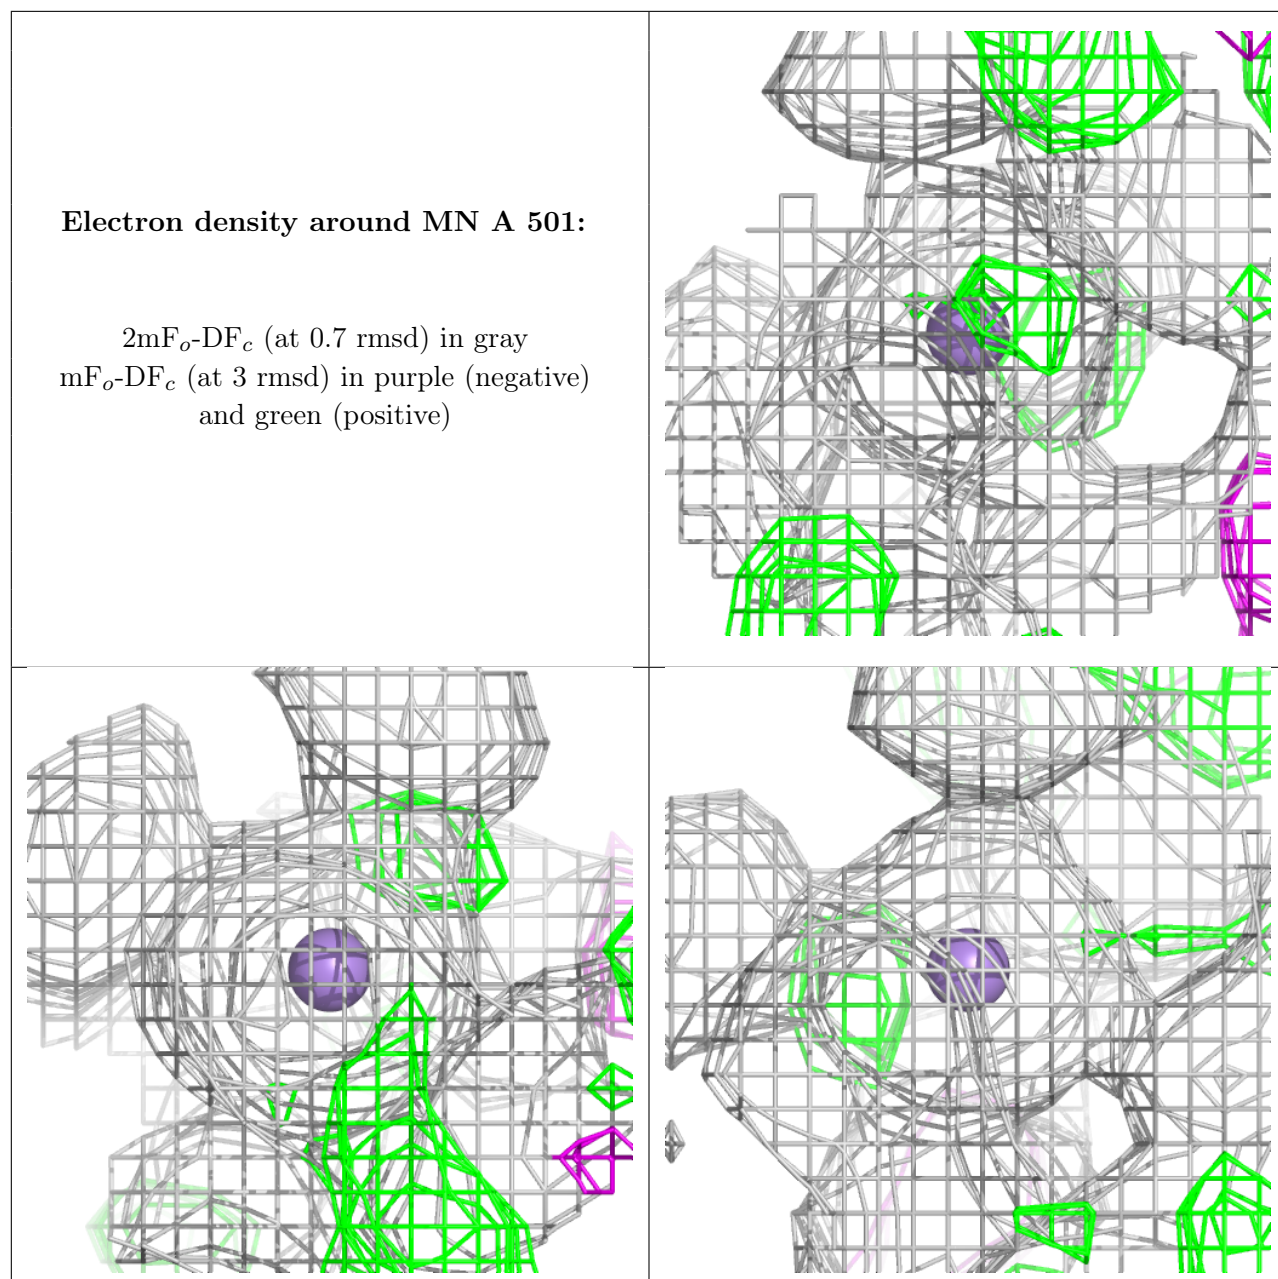 Electron density around MN A 501:
2mFo-DFc (at 0.7 rmsd) in gray
mFo-DFc (at 3 rmsd) in purple (negative)
and green (positive)